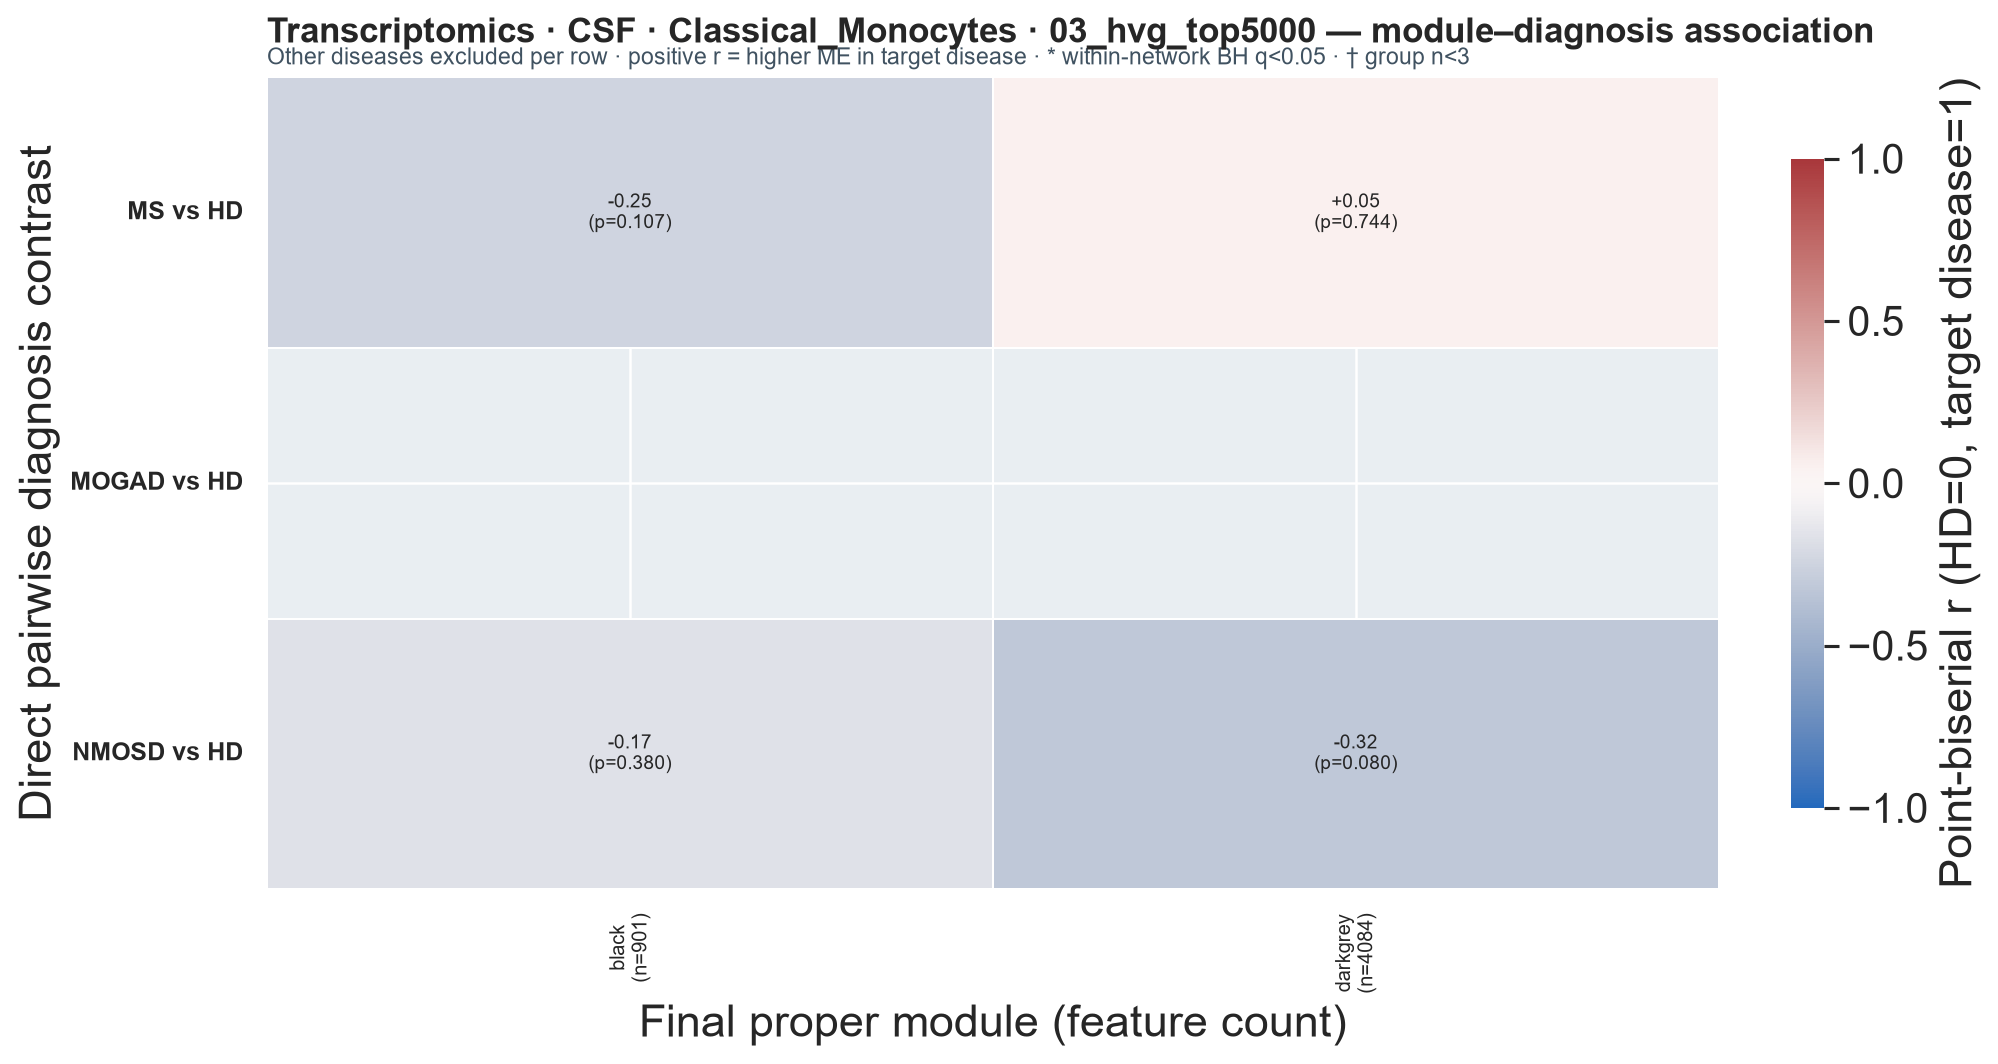 Transcriptomics · CSF · Classical_Monocytes · 03_hvg_top5000 — module–diagnosis association
Other diseases excluded per row · positive r = higher ME in target disease · * within-network BH q<0.05 · † group n<3
Direct pairwise diagnosis contrast
MS vs HD
-0.25
(p=0.107)
+0.05
(p=0.744)
MOGAD vs HD
NMOSD vs HD
-0.17
(p=0.380)
-0.32
(p=0.080)
black
(n=901)
darkgrey
(n=4084)
Final proper module (feature count)
1.0
0.5
0.0
−0.5
−1.0
Point-biserial r (HD=0, target disease=1)